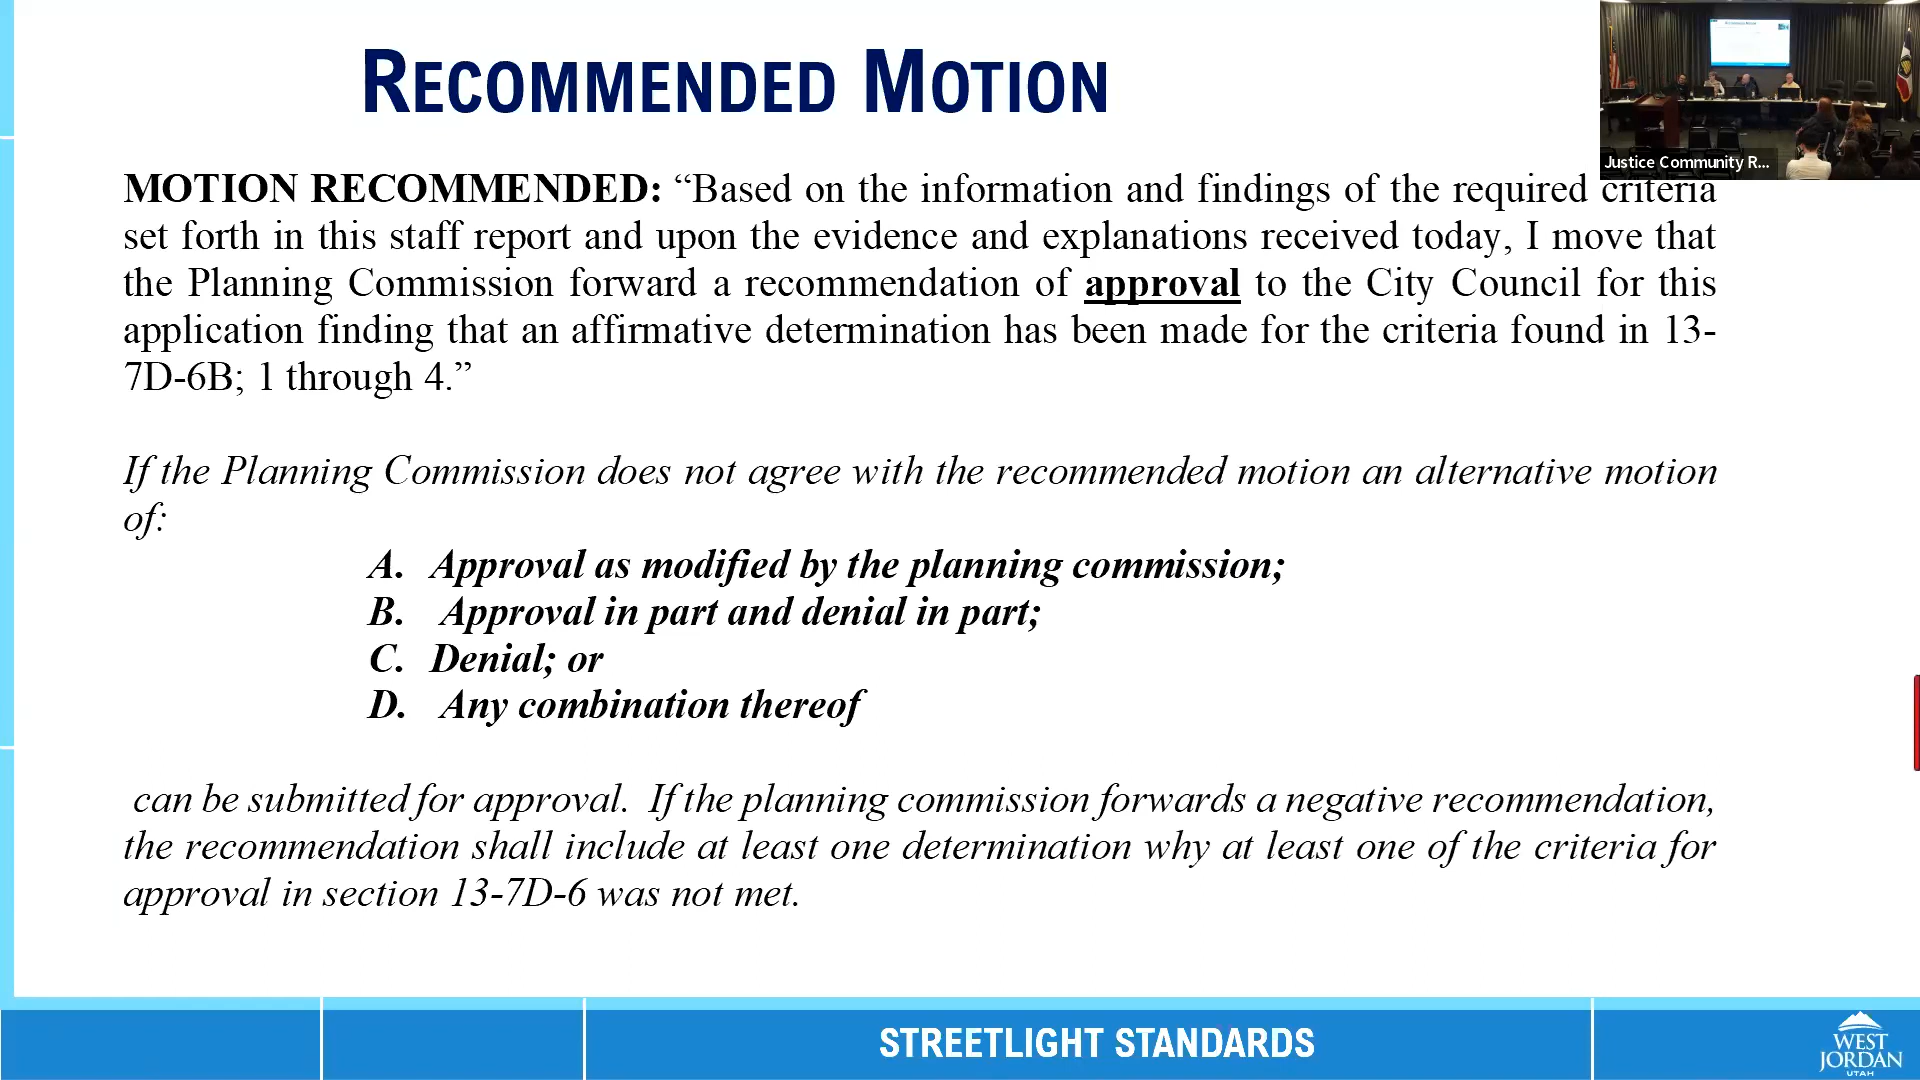 RECOMMENDED MOTION
Justice Community R...
MOTION RECOMMENDED: “Based on the information and findings of the required criteria
set forth in this staff report and upon the evidence and explanations received today, I move that
the Planning Commission forward a recommendation of approval to the City Council for this
application finding that an affirmative determination has been made for the criteria found in 13-
7D-6B; 1 through 4.”
If the Planning Commission does not agree with the recommended motion an alternative motion
of:
A. Approval as modified by the planning commission;
B. Approval in part and denial in part;
C. Denial; or
D. Any combination thereof
can be submitted for approval. If the planning commission forwards a negative recommendation,
the recommendation shall include at least one determination why at least one of the criteria for
approval in section 13-7D-6 was not met.
STREETLIGHT STANDARDS
WEST
JORDAN
UTAH